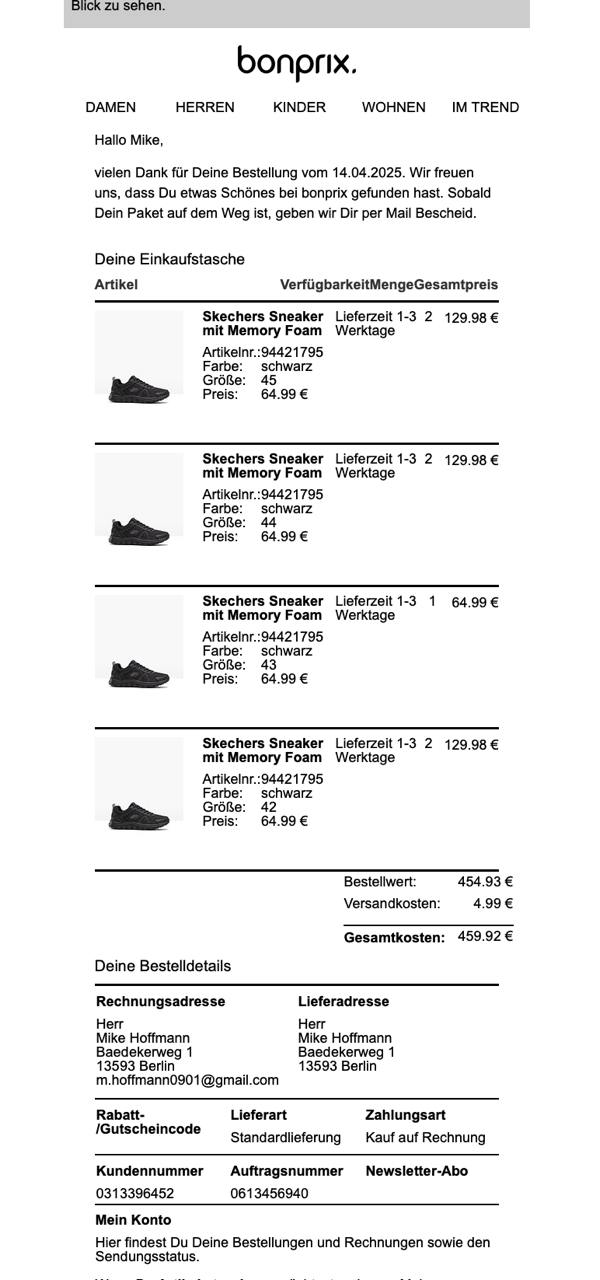 Blick zu sehen.
bonprix.
DAMEN HERREN KINDER WOHNEN IM TREND
Hallo Mike,
vielen Dank für Deine Bestellung vom 14.04.2025. Wir freuen
uns, dass Du etwas Schönes bei bonprix gefunden hast. Sobald
Dein Paket auf dem Weg ist, geben wir Dir per Mail Bescheid.
Deine Einkaufstasche
Artikel VerfügbarkeitMengeGesamtpreis
Skechers Sneaker Lieferzeit 1-3 2 129.98 €
mit Memory Foam Werktage
Artikelnr.:94421795
Farbe: schwarz
Größe: 45
Preis: 64.99 €
Skechers Sneaker Lieferzeit 1-3 2 129.98 €
mit Memory Foam Werktage
Artikelnr.:94421795
Farbe: schwarz
Größe: 44
Preis: 64.99 €
Skechers Sneaker Lieferzeit 1-3 1 64.99 €
mit Memory Foam Werktage
Artikelnr.:94421795
Farbe: schwarz
Größe: 43
Preis: 64.99 €
Skechers Sneaker Lieferzeit 1-3 2 129.98 €
mit Memory Foam Werktage
Artikelnr.:94421795
Farbe: schwarz
Größe: 42
Preis: 64.99 €
Bestellwert: 454.93 €
Versandkosten: 4.99 €
Gesamtkosten: 459.92 €
Deine Bestelldetails
Rechnungsadresse Lieferadresse
Herr Herr
Mike Hoffmann Mike Hoffmann
Baedekerweg 1 Baedekerweg 1
13593 Berlin 13593 Berlin
m.hoffmann0901@gmail.com
Rabatt- Lieferart Zahlungsart
/Gutscheincode
Standardlieferung Kauf auf Rechnung
Kundennummer Auftragsnummer Newsletter-Abo
0313396452 0613456940
Mein Konto
Hier findest Du Deine Bestellungen und Rechnungen sowie den
Sendungsstatus.